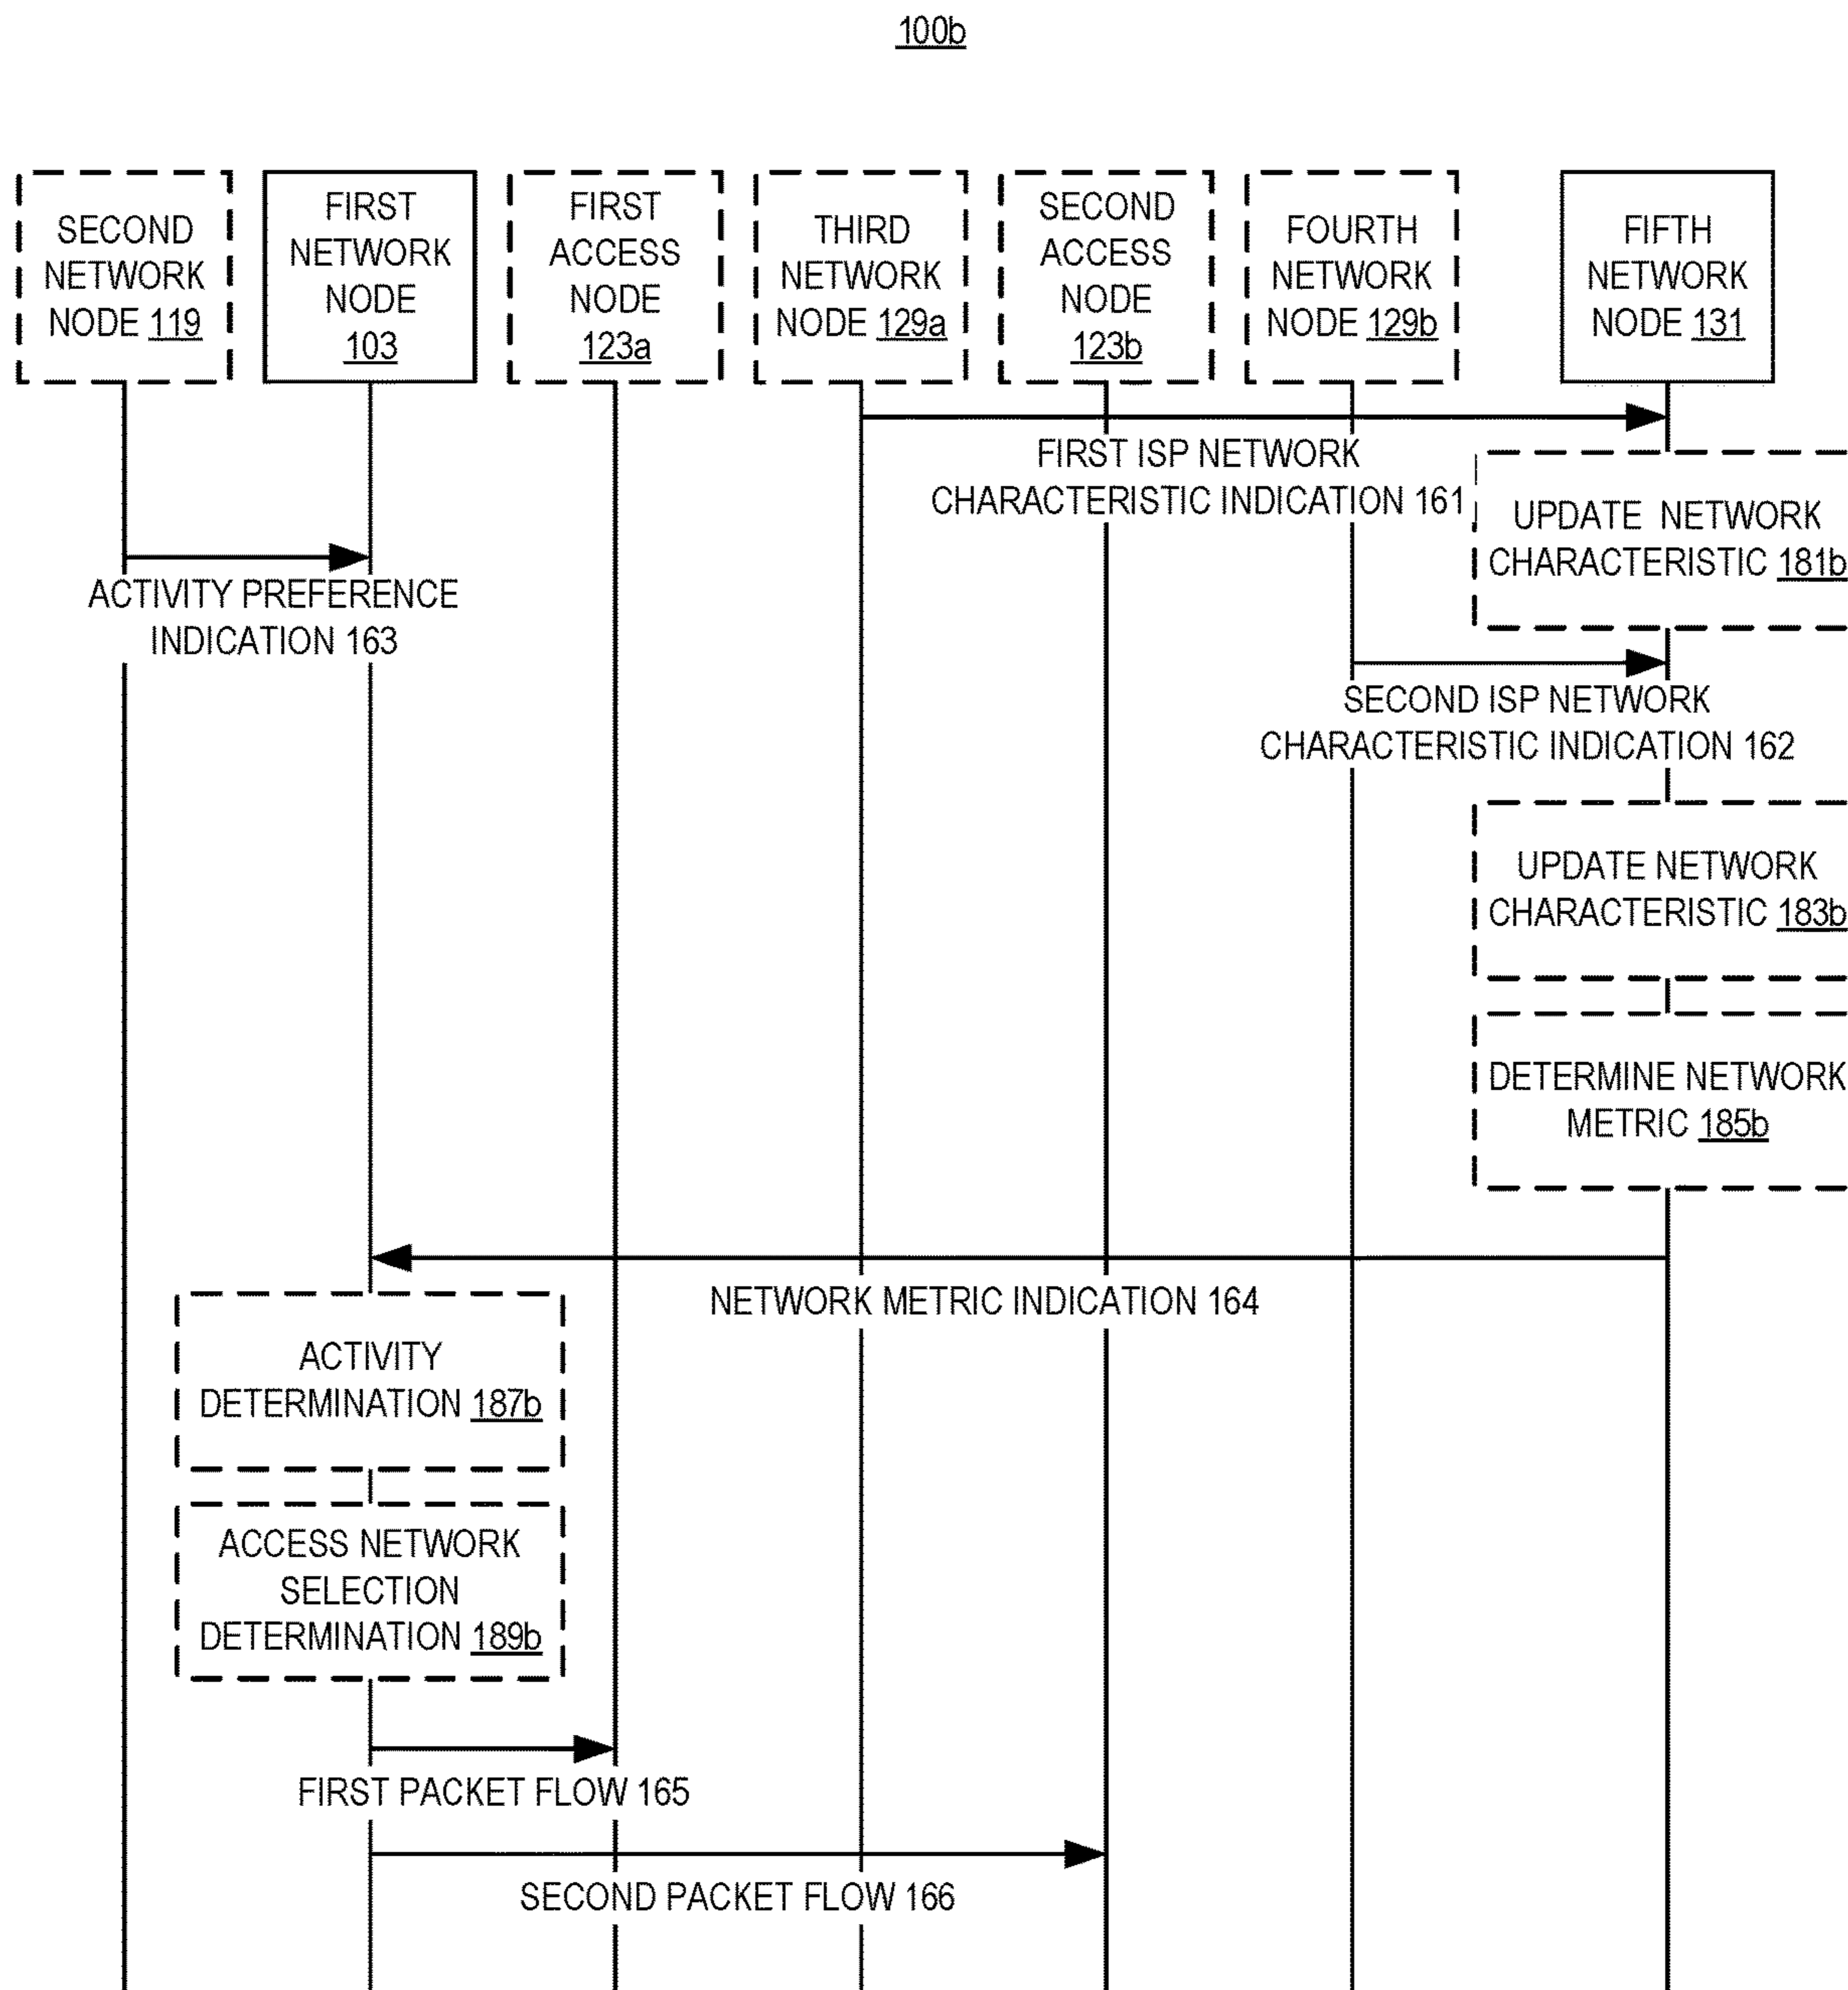 100b
SECOND
NETWORK
NODE 119
FIRST
NETWORK
NODE
103
FIRST
ACCESS
NODE
123a
THIRD
NETWORK
NODE 129a
SECOND
ACCESS
NODE
123b
FOURTH
NETWORK
NODE 129b
FIFTH
NETWORK
NODE 131
FIRST ISP NETWORK
CHARACTERISTIC INDICATION 161
UPDATE NETWORK
CHARACTERISTIC 181b
ACTIVITY PREFERENCE
INDICATION 163
SECOND ISP NETWORK
CHARACTERISTIC INDICATION 162
UPDATE NETWORK
CHARACTERISTIC 183b
DETERMINE NETWORK
METRIC 185b
NETWORK METRIC INDICATION 164
ACTIVITY
DETERMINATION 187b
ACCESS NETWORK
SELECTION
DETERMINATION 189b
FIRST PACKET FLOW 165
SECOND PACKET FLOW 166